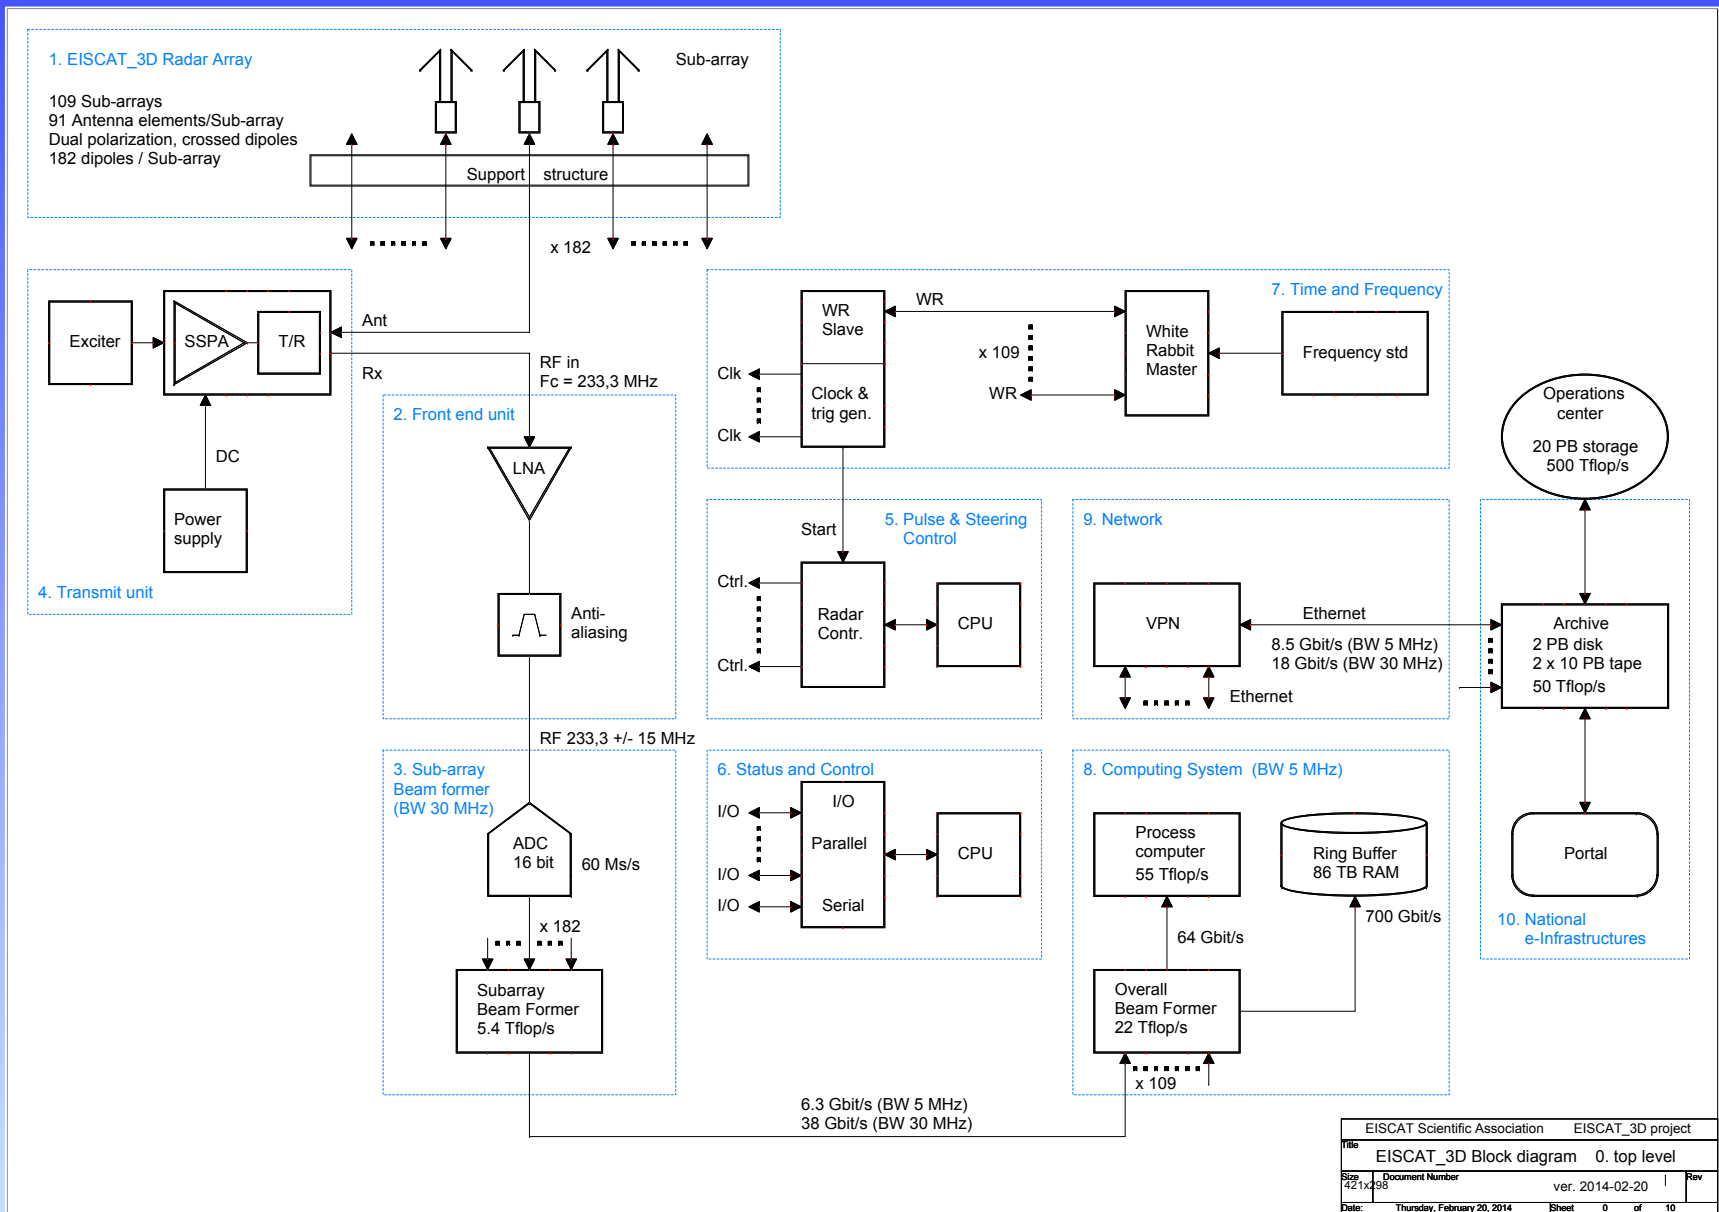 1. EISCAT_3D Radar Array
Sub-array
109 Sub-arrays
91 Antenna elements/Sub-array
Dual polarization, crossed dipoles
182 dipoles / Sub-array
Support structure
x 182
Exciter
SSPA
T/R
Ant
Rx
DC
Power
supply
4. Transmit unit
RF in
Fc = 233,3 MHz
2. Front end unit
LNA
Anti-
aliasing
RF 233,3 +/- 15 MHz
3. Sub-array
Beam former
(BW 30 MHz)
ADC
16 bit
60 Ms/s
x 182
Subarray
Beam Former
5.4 Tflop/s
6.3 Gbit/s (BW 5 MHz)
38 Gbit/s (BW 30 MHz)
7. Time and Frequency
WR
Slave
WR
White
Rabbit
Master
Frequency std
x 109
WR
Clk
Clock &
trig gen.
Clk
Start
5. Pulse & Steering
Control
Ctrl.
Radar
Contr.
CPU
Ctrl.
6. Status and Control
I/O
I/O
Parallel
CPU
I/O
I/O
Serial
9. Network
VPN
Ethernet
8.5 Gbit/s (BW 5 MHz)
18 Gbit/s (BW 30 MHz)
Ethernet
8. Computing System (BW 5 MHz)
Process
computer
55 Tflop/s
Ring Buffer
86 TB RAM
64 Gbit/s
700 Gbit/s
Overall
Beam Former
22 Tflop/s
x 109
Operations
center
20 PB storage
500 Tflop/s
Archive
2 PB disk
2 x 10 PB tape
50 Tflop/s
Portal
10. National
e-Infrastructures
EISCAT Scientific Association EISCAT_3D project
Title
EISCAT_3D Block diagram 0. top level
Size Document Number Rev
421x298 ver. 2014-02-20
Date: Thursday, February 20, 2014 Sheet 0 of 10